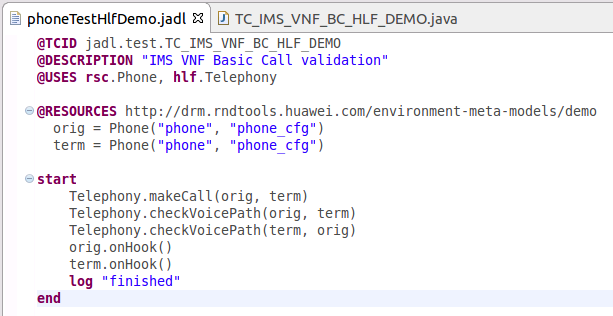 phoneTestHlfDemo.jadl TC_IMS_VNF_BC_HLF_DEMO.java
@TCID jadl.test.TC_IMS_VNF_BC_HLF_DEMO
@DESCRIPTION "IMS VNF Basic Call validation"
@USES rsc.Phone, hlf.Telephony
@RESOURCES http://drm.rndtools.huawei.com/environment-meta-models/demo
orig = Phone("phone", "phone_cfg")
term = Phone("phone", "phone_cfg")
start
Telephony.makeCall(orig, term)
Telephony.checkVoicePath(orig, term)
Telephony.checkVoicePath(term, orig)
orig.onHook()
term.onHook()
log "finished"
end